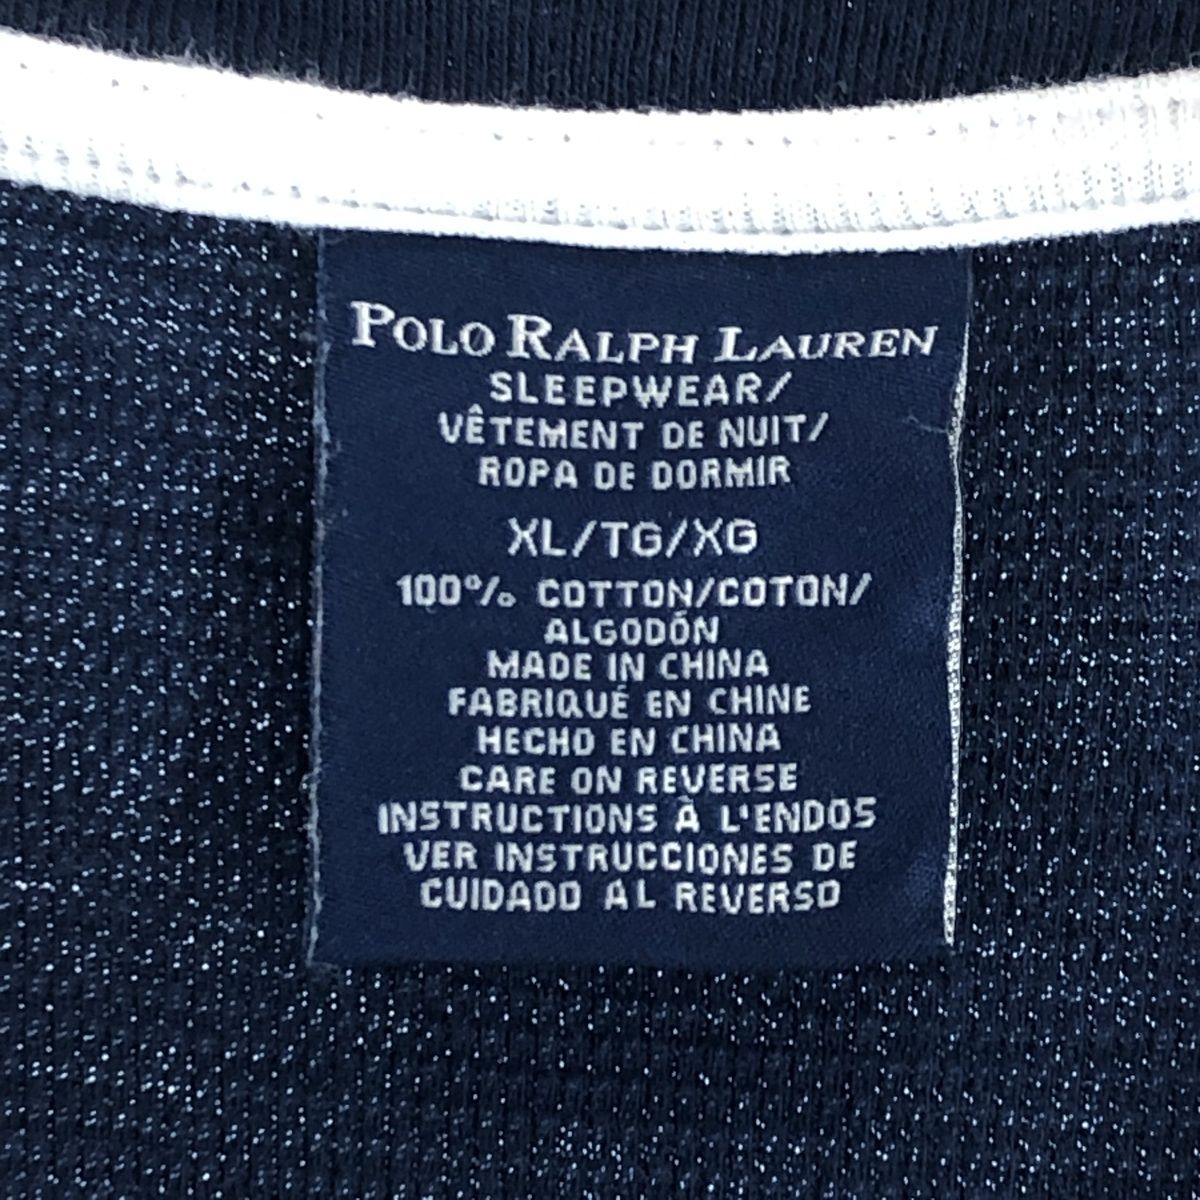 POLO RALPH LAUREN
SLEEPWEAR/
VÊTEMENT DE NUIT/
ROPA DE DORMIR
XL/TG/XG
100% COTTON/COTON/
ALGODÓN
MADE IN CHINA
FABRIQUÉ EN CHINE
HECHO EN CHINA
CARE ON REVERSE
INSTRUCTIONS À L'ENDOS
VER INSTRUCCIONES DE
CUIDADO AL REVERSO